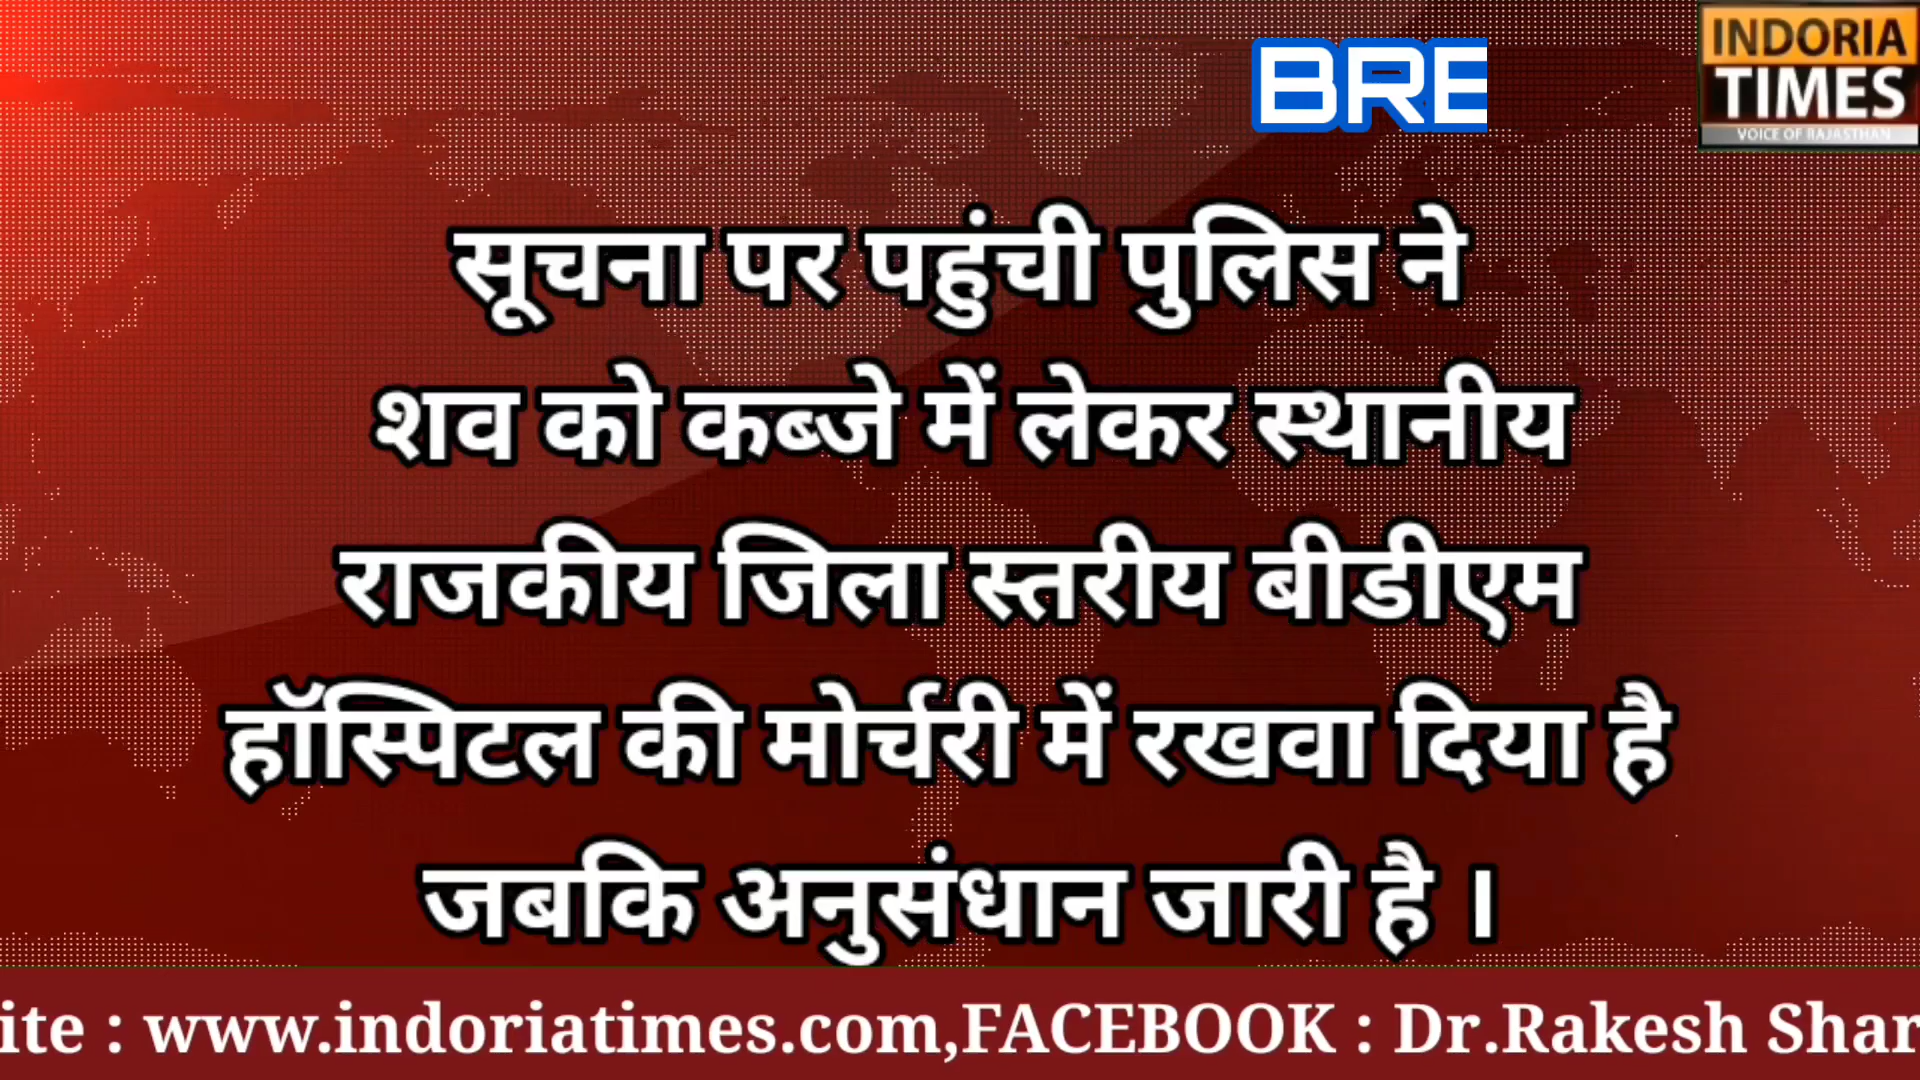 BRE
INDORIA
TIMES
VOICE OF RAJASTHAN
सूचना पर पहुंची पुलिस ने
शव को कब्जे में लेकर स्थानीय
राजकीय जिला स्तरीय बीडीएम
हॉस्पिटल की मोर्चरी में रखवा दिया है
जबकि अनुसंधान जारी है ।
ite : www.indoriatimes.com,FACEBOOK : Dr.Rakesh Shar